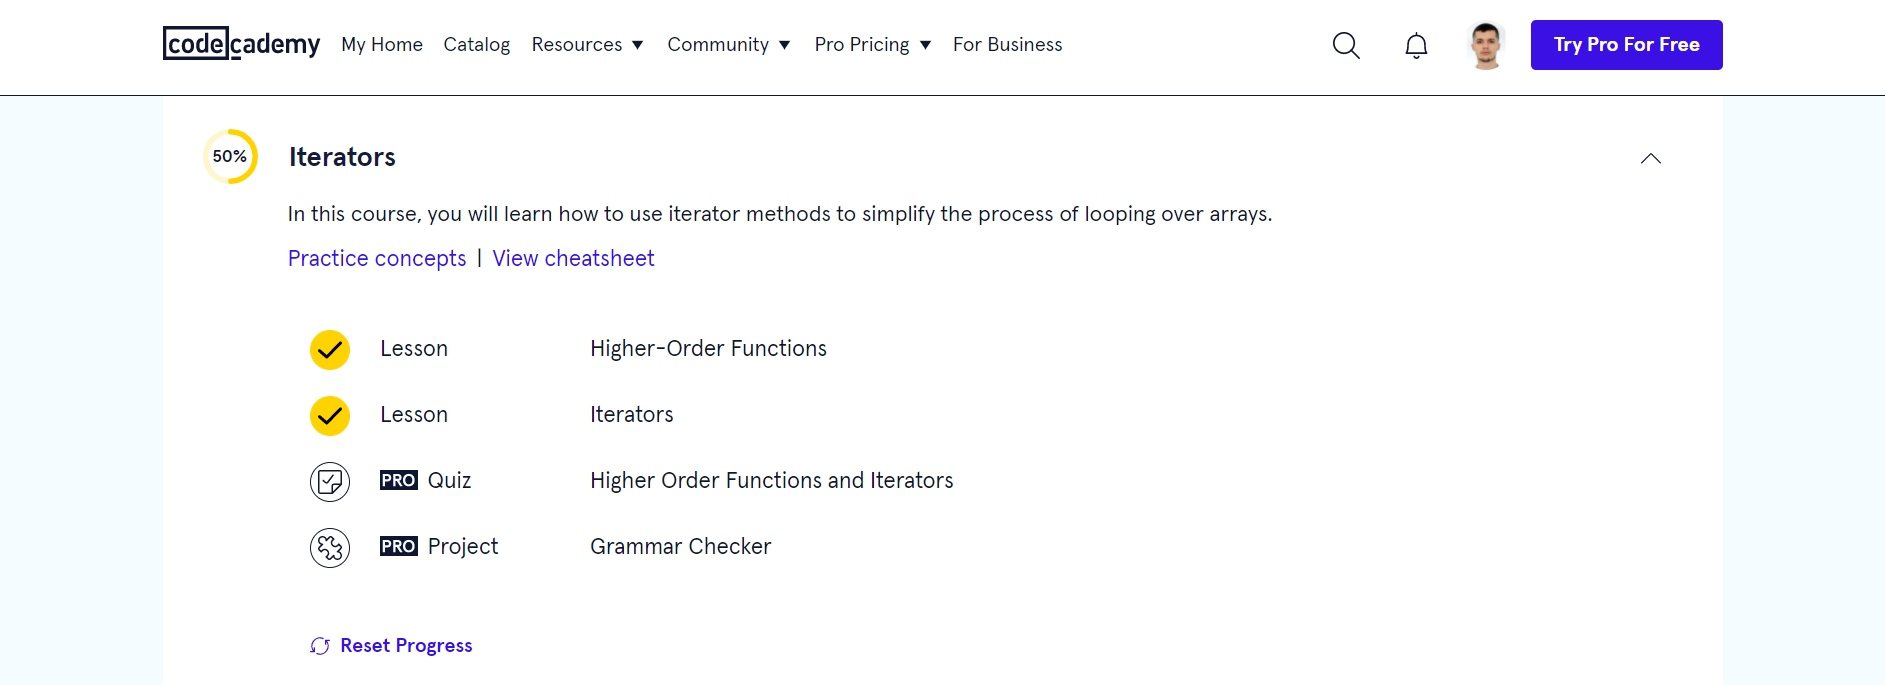 codecademy My Home Catalog Resources ▼ Community ▼ Pro Pricing ▼ For Business Try Pro For Free
50% Iterators
In this course, you will learn how to use iterator methods to simplify the process of looping over arrays.
Practice concepts | View cheatsheet
Lesson Higher-Order Functions
Lesson Iterators
PRO Quiz Higher Order Functions and Iterators
PRO Project Grammar Checker
Reset Progress